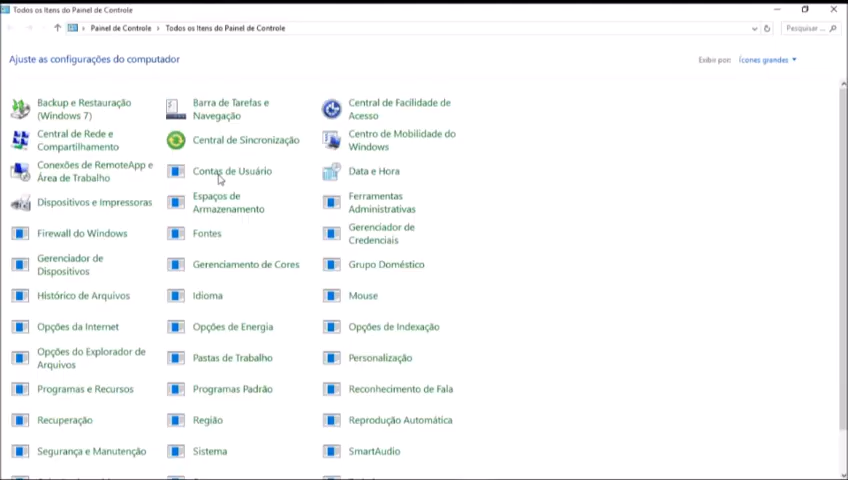 Todos os Itens do Painel de Controle
Painel de Controle > Todos os Itens do Painel de Controle
Pesquisar ...
Ajuste as configurações do computador
Exibir por: Ícones grandes
Backup e Restauração
(Windows 7)
Barra de Tarefas e
Navegação
Central de Facilidade de
Acesso
Central de Rede e
Compartilhamento
Central de Sincronização
Centro de Mobilidade do
Windows
Conexões de RemoteApp e
Área de Trabalho
Contas de Usuário
Data e Hora
Dispositivos e Impressoras
Espaços de
Armazenamento
Ferramentas
Administrativas
Firewall do Windows
Fontes
Gerenciador de
Credenciais
Gerenciador de
Dispositivos
Gerenciamento de Cores
Grupo Doméstico
Histórico de Arquivos
Idioma
Mouse
Opções da Internet
Opções de Energia
Opções de Indexação
Opções do Explorador de
Arquivos
Pastas de Trabalho
Personalização
Programas e Recursos
Programas Padrão
Reconhecimento de Fala
Recuperação
Região
Reprodução Automática
Segurança e Manutenção
Sistema
SmartAudio